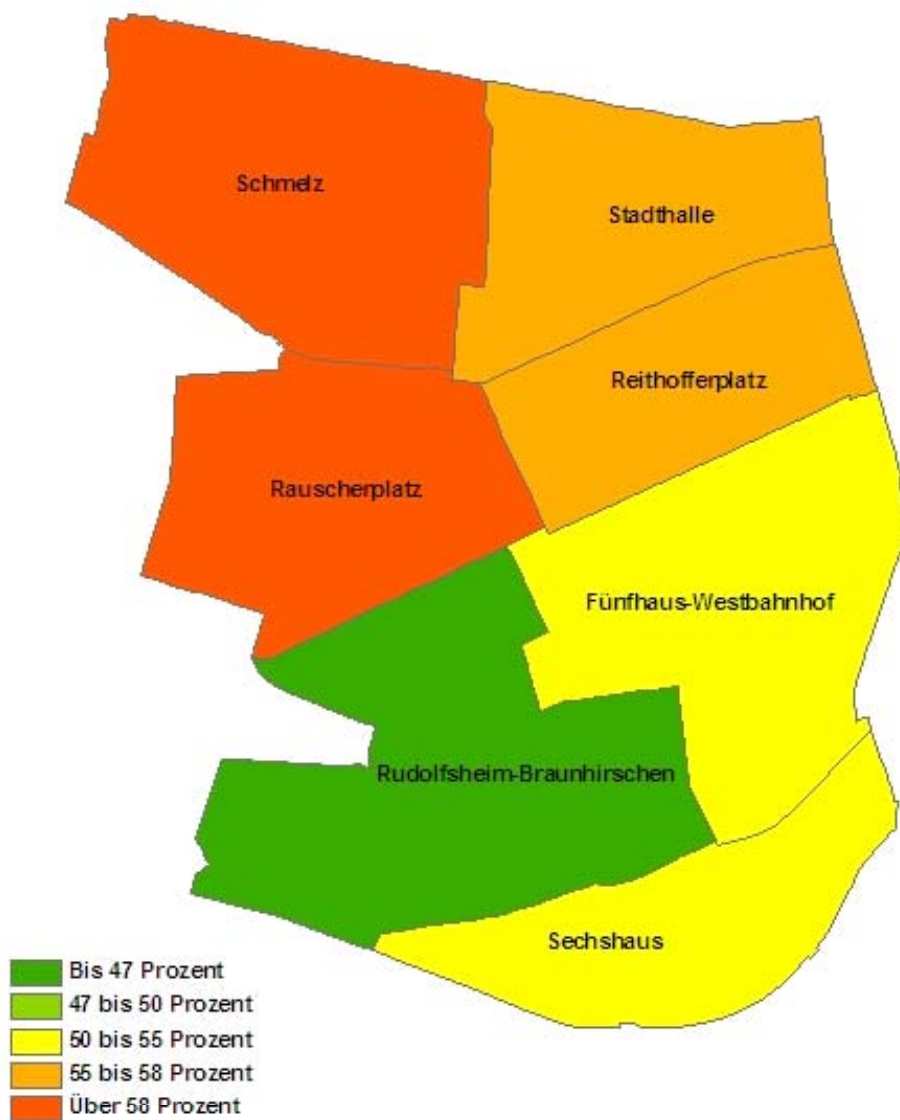 Schmelz
Stadthalle
Reithofferplatz
Rauscherplatz
Fünfhaus-Westbahnhof
Rudolfsheim-Braunhirschen
Sechshaus
Bis 47 Prozent
47 bis 50 Prozent
50 bis 55 Prozent
55 bis 58 Prozent
Über 58 Prozent